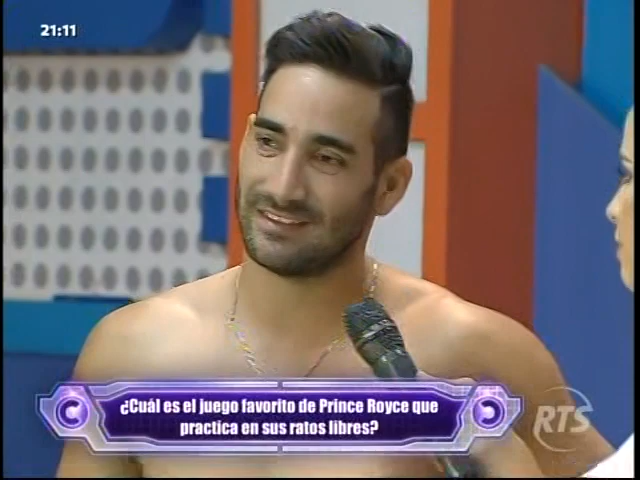 21:11
¿Cuál es el juego favorito de Prince Royce que
practica en sus ratos libres?
RTS